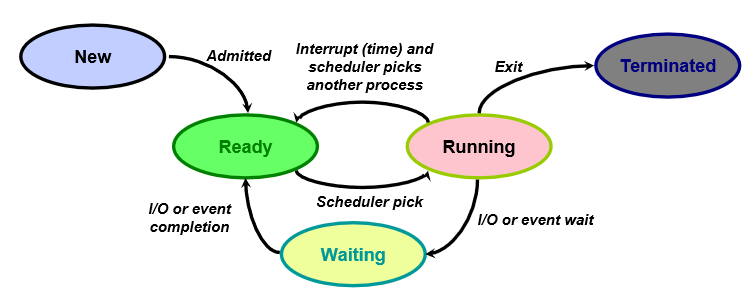 New
Admitted
Interrupt (time) and
scheduler picks
another process
Exit
Terminated
Ready
Running
Scheduler pick
I/O or event
completion
I/O or event wait
Waiting